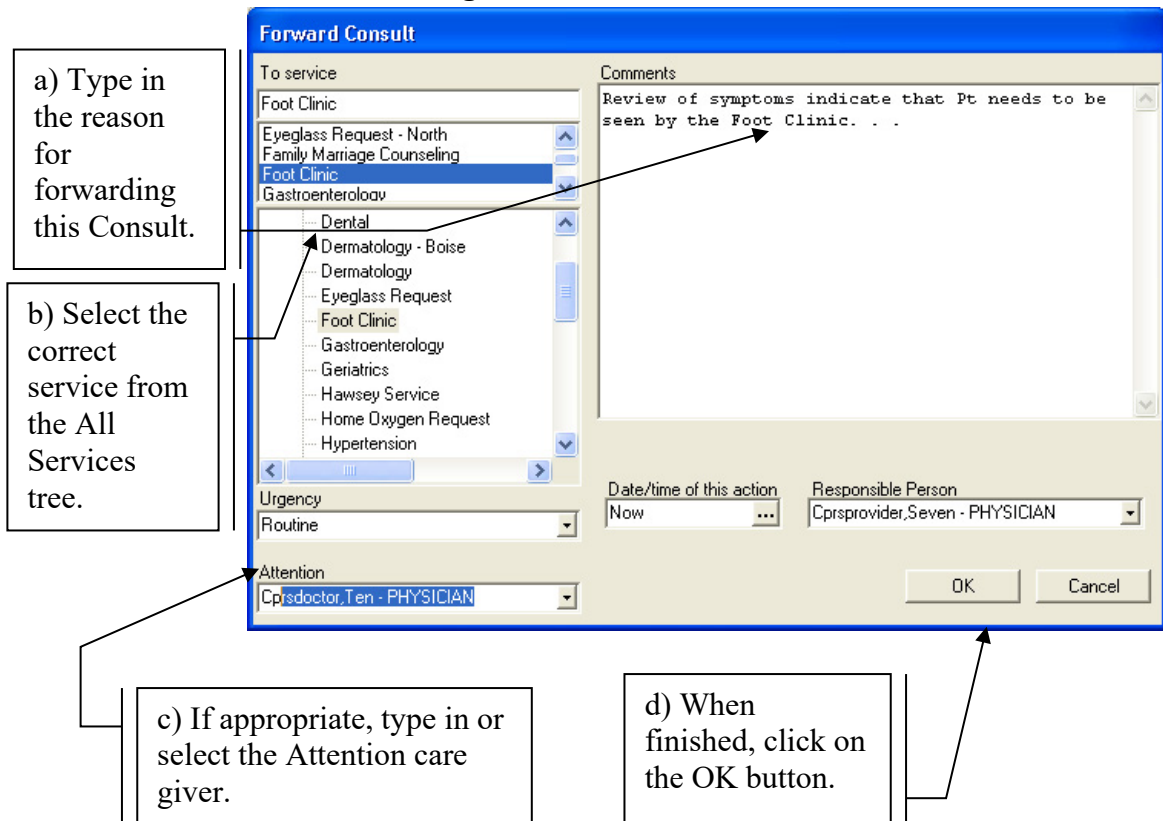 Forward Consult
a) Type in
the reason
for
forwarding
this Consult.
b) Select the
correct
service from
the All
Services
tree.
To service
Foot Clinic
Eyeglass Request - North
Family Marriage Counseling
Foot Clinic
Gastroenterology
Dental
Dermatology - Boise
Dermatology
Eyeglass Request
Foot Clinic
Gastroenterology
Geriatrics
Hawsey Service
Home Oxygen Request
Hypertension
Urgency
Routine
Attention
Cprsdoctor,Ten - PHYSICIAN
Comments
Review of symptoms indicate that Pt needs to be
seen by the Foot Clinic. . .
Date/time of this action
Now
...
Responsible Person
Cprsprovider,Seven - PHYSICIAN
OK
Cancel
c) If appropriate, type in or
select the Attention care
giver.
d) When
finished, click on
the OK button.